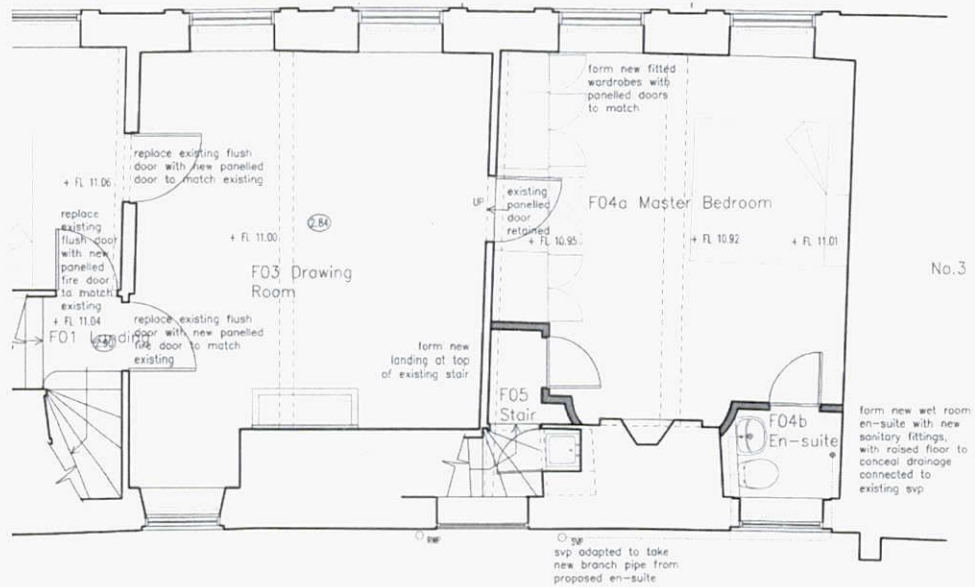 form new fitted
wardrobes with
panelled doors
to match
replace existing flush
door with new panelled
door to match existing
+ FL 11.06
existing
panelled
door
retained
UP
F04a Master Bedroom
replace
existing
flush door
with new
panelled
fire door
to match
existing
2.84
+ FL 11.00
+ FL 10.95
+ FL 10.92
+ FL 11.01
F03 Drawing
Room
No.3
+ FL 11.04
F01 Landing
2.90
replace existing flush
door with new panelled
fire door to match
existing
form new
landing at top
of existing stair
F05
Stair
F04b
En-suite
form new wet room
en-suite with new
sanitary fittings,
with raised floor to
conceal drainage
connected to
existing svp
RWP
SVP
svp adapted to take
new branch pipe from
proposed en-suite